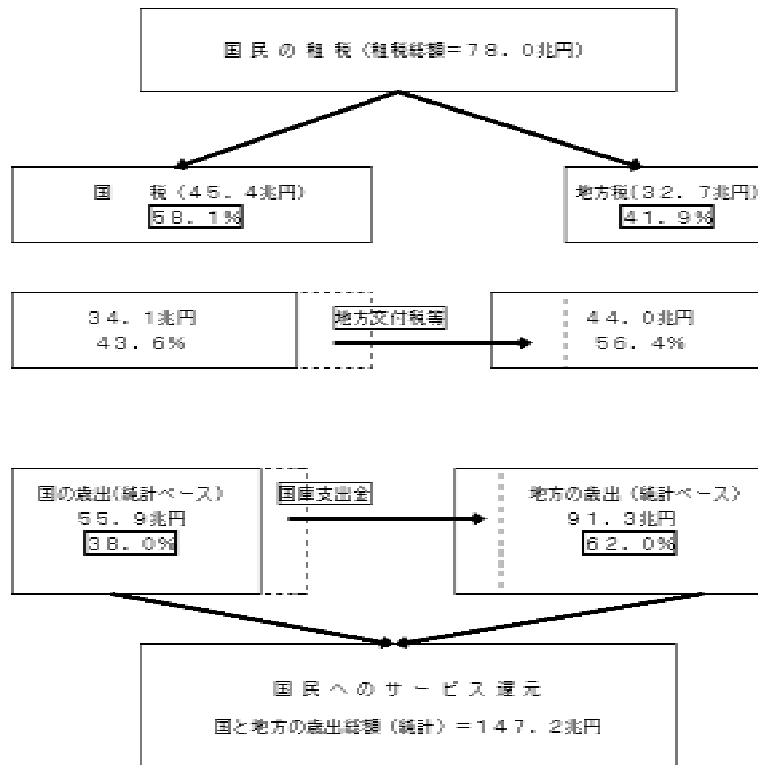 国 民 の 租 税 (租税総額＝７８．０兆円)
国　　税 (４５．４兆円)
５８．１%
地方税(３２．７兆円)
４１．９%
３４．１兆円
４３．６%
地方交付税等
４４．０兆円
５６．４%
国の歳出(純計ベース)
５５．９兆円
３８．０%
国庫支出金
地方の歳出 (純計ベース)
９１．３兆円
６２．０%
国 民 へ の サ ー ビ ス 還 元
国と地方の歳出総額 (純計) ＝１４７．２兆円